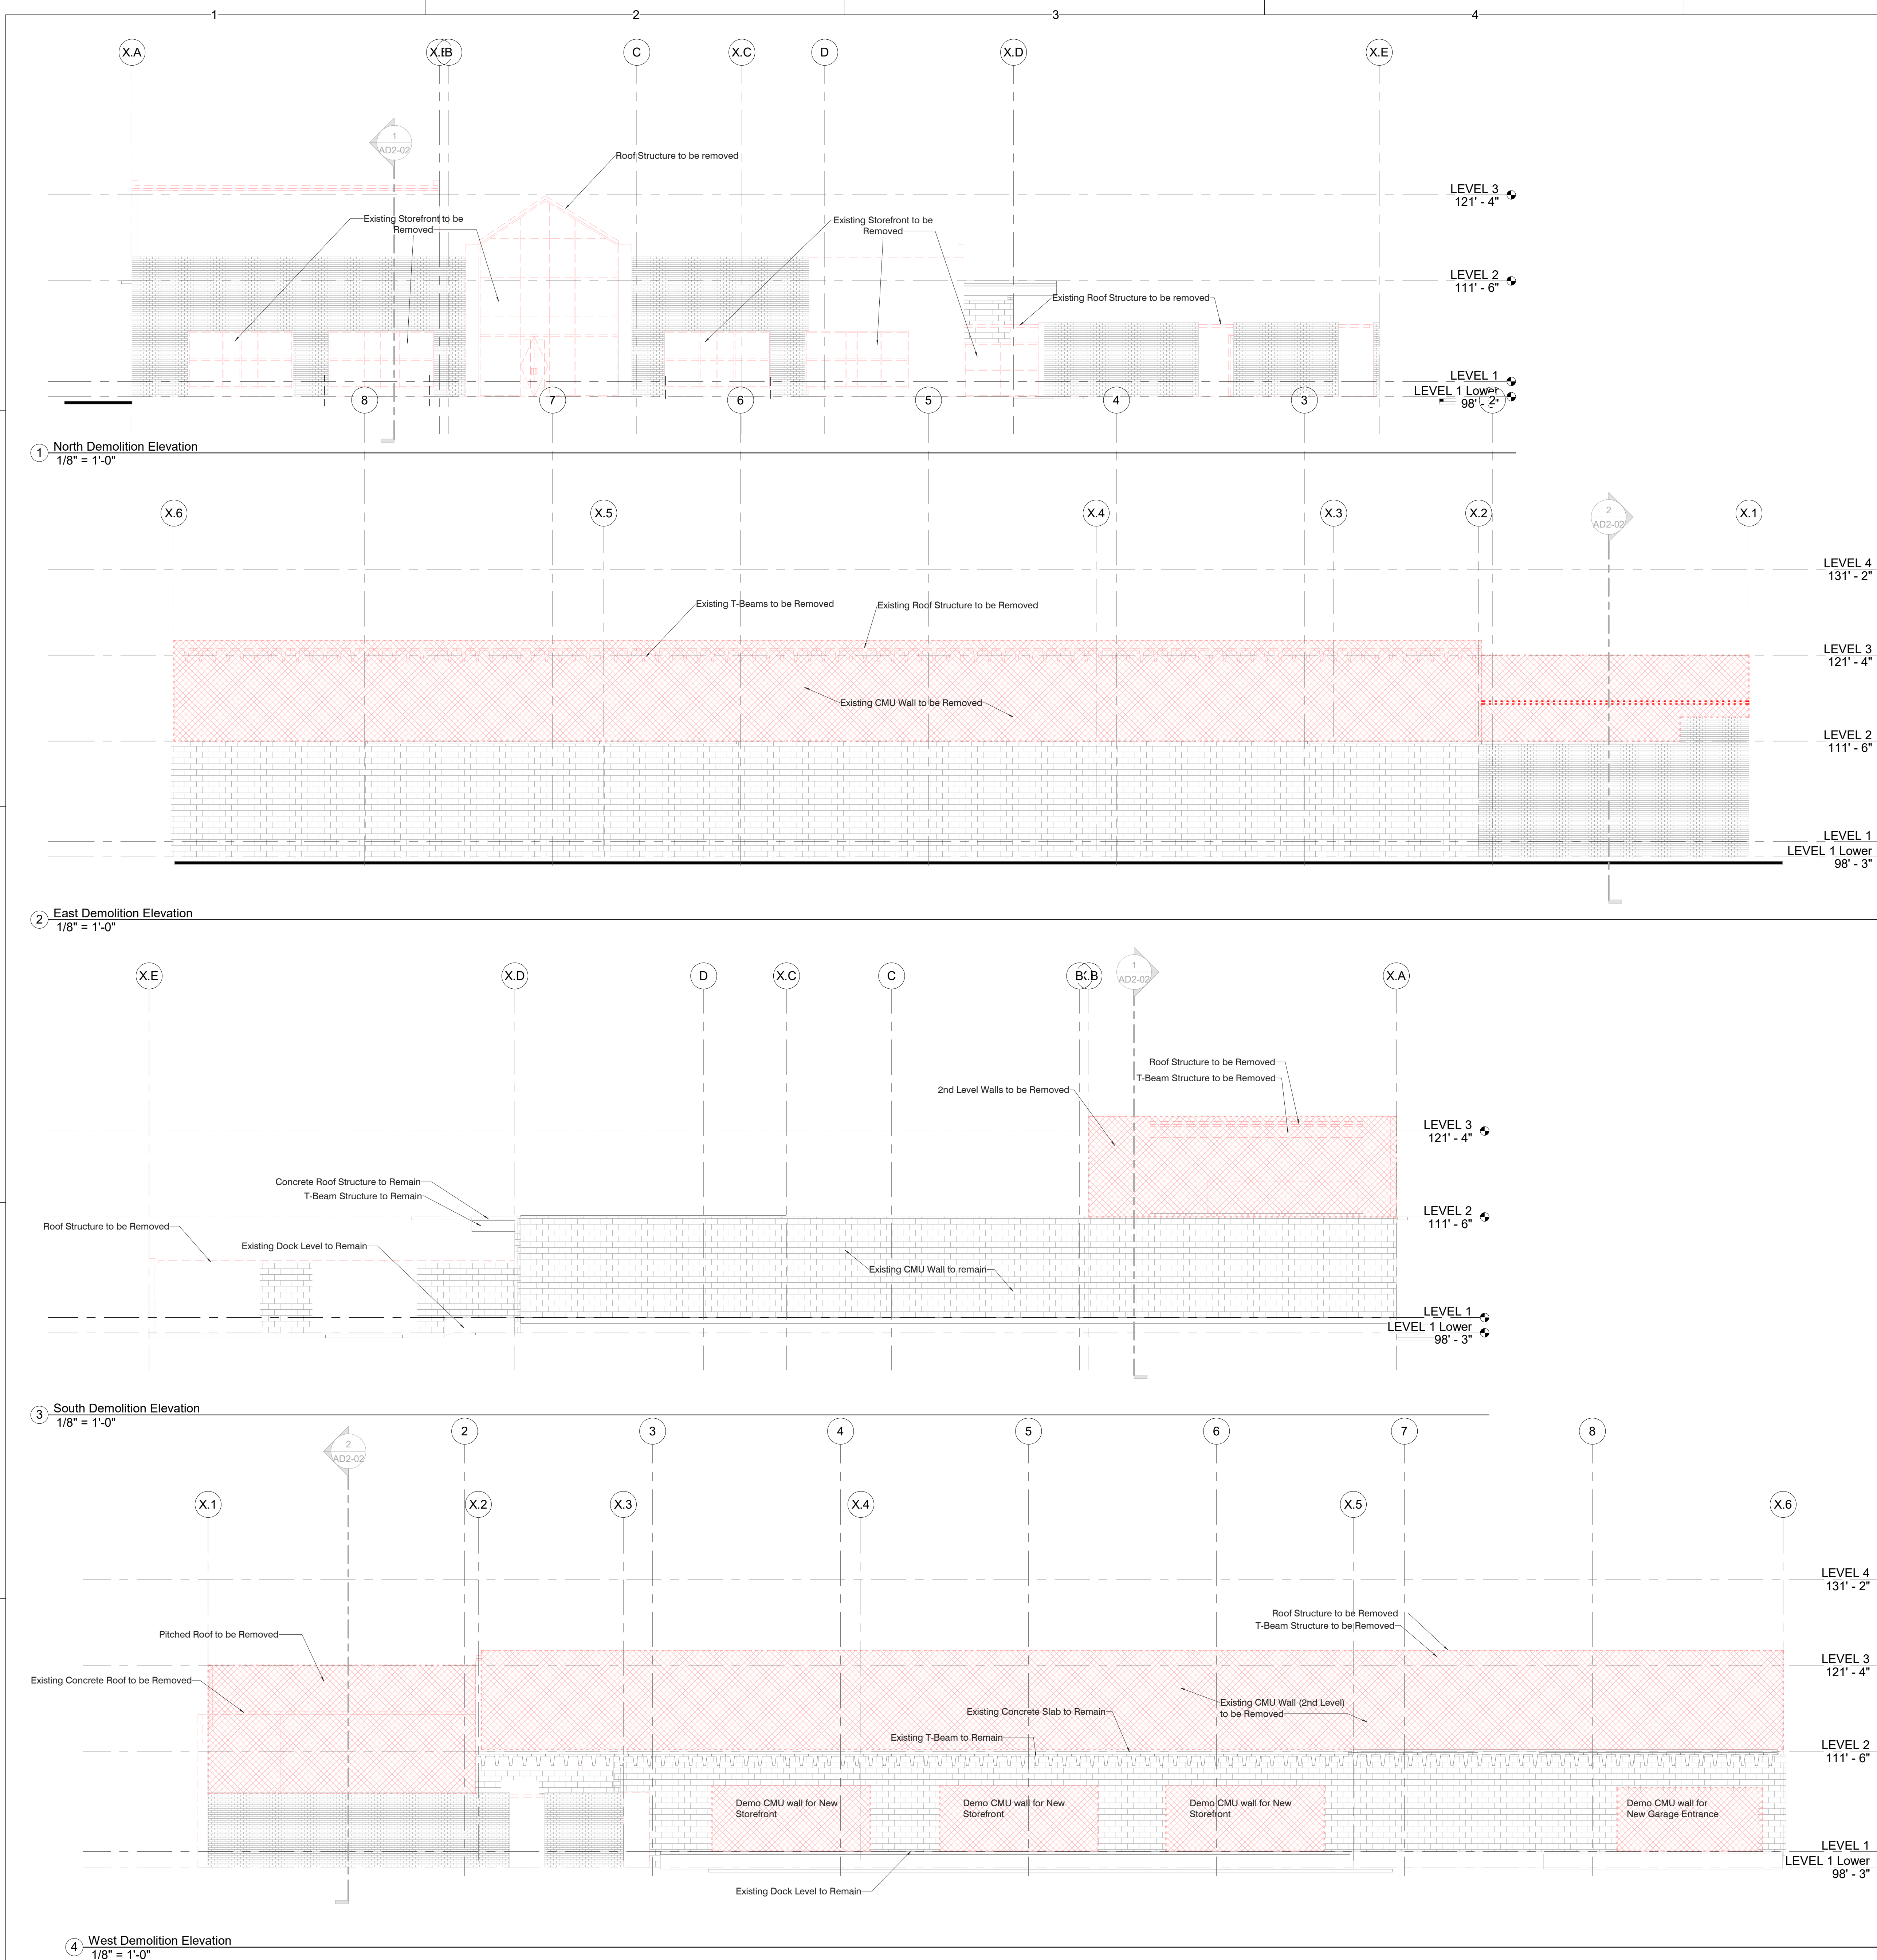 1
2
3
4
X.A
X.B
B
C
X.C
D
X.D
X.E
1
AD2-02
Roof Structure to be removed
Existing Storefront to be
Removed
Existing Storefront to be
Removed
Existing Roof Structure to be removed
LEVEL 3
121' - 4"
LEVEL 2
111' - 6"
LEVEL 1
LEVEL 1 Lower
8
7
6
5
4
3
2
1
North Demolition Elevation
1/8" = 1'-0"
X.6
X.5
X.4
X.3
X.2
X.1
2
AD2-02
LEVEL 4
131' - 2"
Existing T-Beams to be Removed
Existing Roof Structure to be Removed
LEVEL 3
121' - 4"
Existing CMU Wall to be Removed
LEVEL 2
111' - 6"
LEVEL 1
LEVEL 1 Lower
98' - 3"
2
East Demolition Elevation
1/8" = 1'-0"
X.E
X.D
D
X.C
C
B
X.B
1
AD2-02
X.A
Roof Structure to be Removed
T-Beam Structure to be Removed
2nd Level Walls to be Removed
LEVEL 3
121' - 4"
Concrete Roof Structure to Remain
T-Beam Structure to Remain
Roof Structure to be Removed
Existing Dock Level to Remain
Existing CMU Wall to remain
LEVEL 2
111' - 6"
LEVEL 1
LEVEL 1 Lower
98' - 3"
3
South Demolition Elevation
1/8" = 1'-0"
2
3
4
5
6
7
8
2
AD2-02
X.1
X.2
X.3
X.4
X.5
X.6
LEVEL 4
131' - 2"
Roof Structure to be Removed
T-Beam Structure to be Removed
Pitched Roof to be Removed
LEVEL 3
121' - 4"
Existing Concrete Roof to be Removed
Existing CMU Wall (2nd Level)
to be Removed
Existing Concrete Slab to Remain
Existing T-Beam to Remain
LEVEL 2
111' - 6"
Demo CMU wall for New
Storefront
Demo CMU wall for New
Storefront
Demo CMU wall for New
Storefront
Demo CMU wall for
New Garage Entrance
LEVEL 1
LEVEL 1 Lower
98' - 3"
Existing Dock Level to Remain
4
West Demolition Elevation
1/8" = 1'-0"